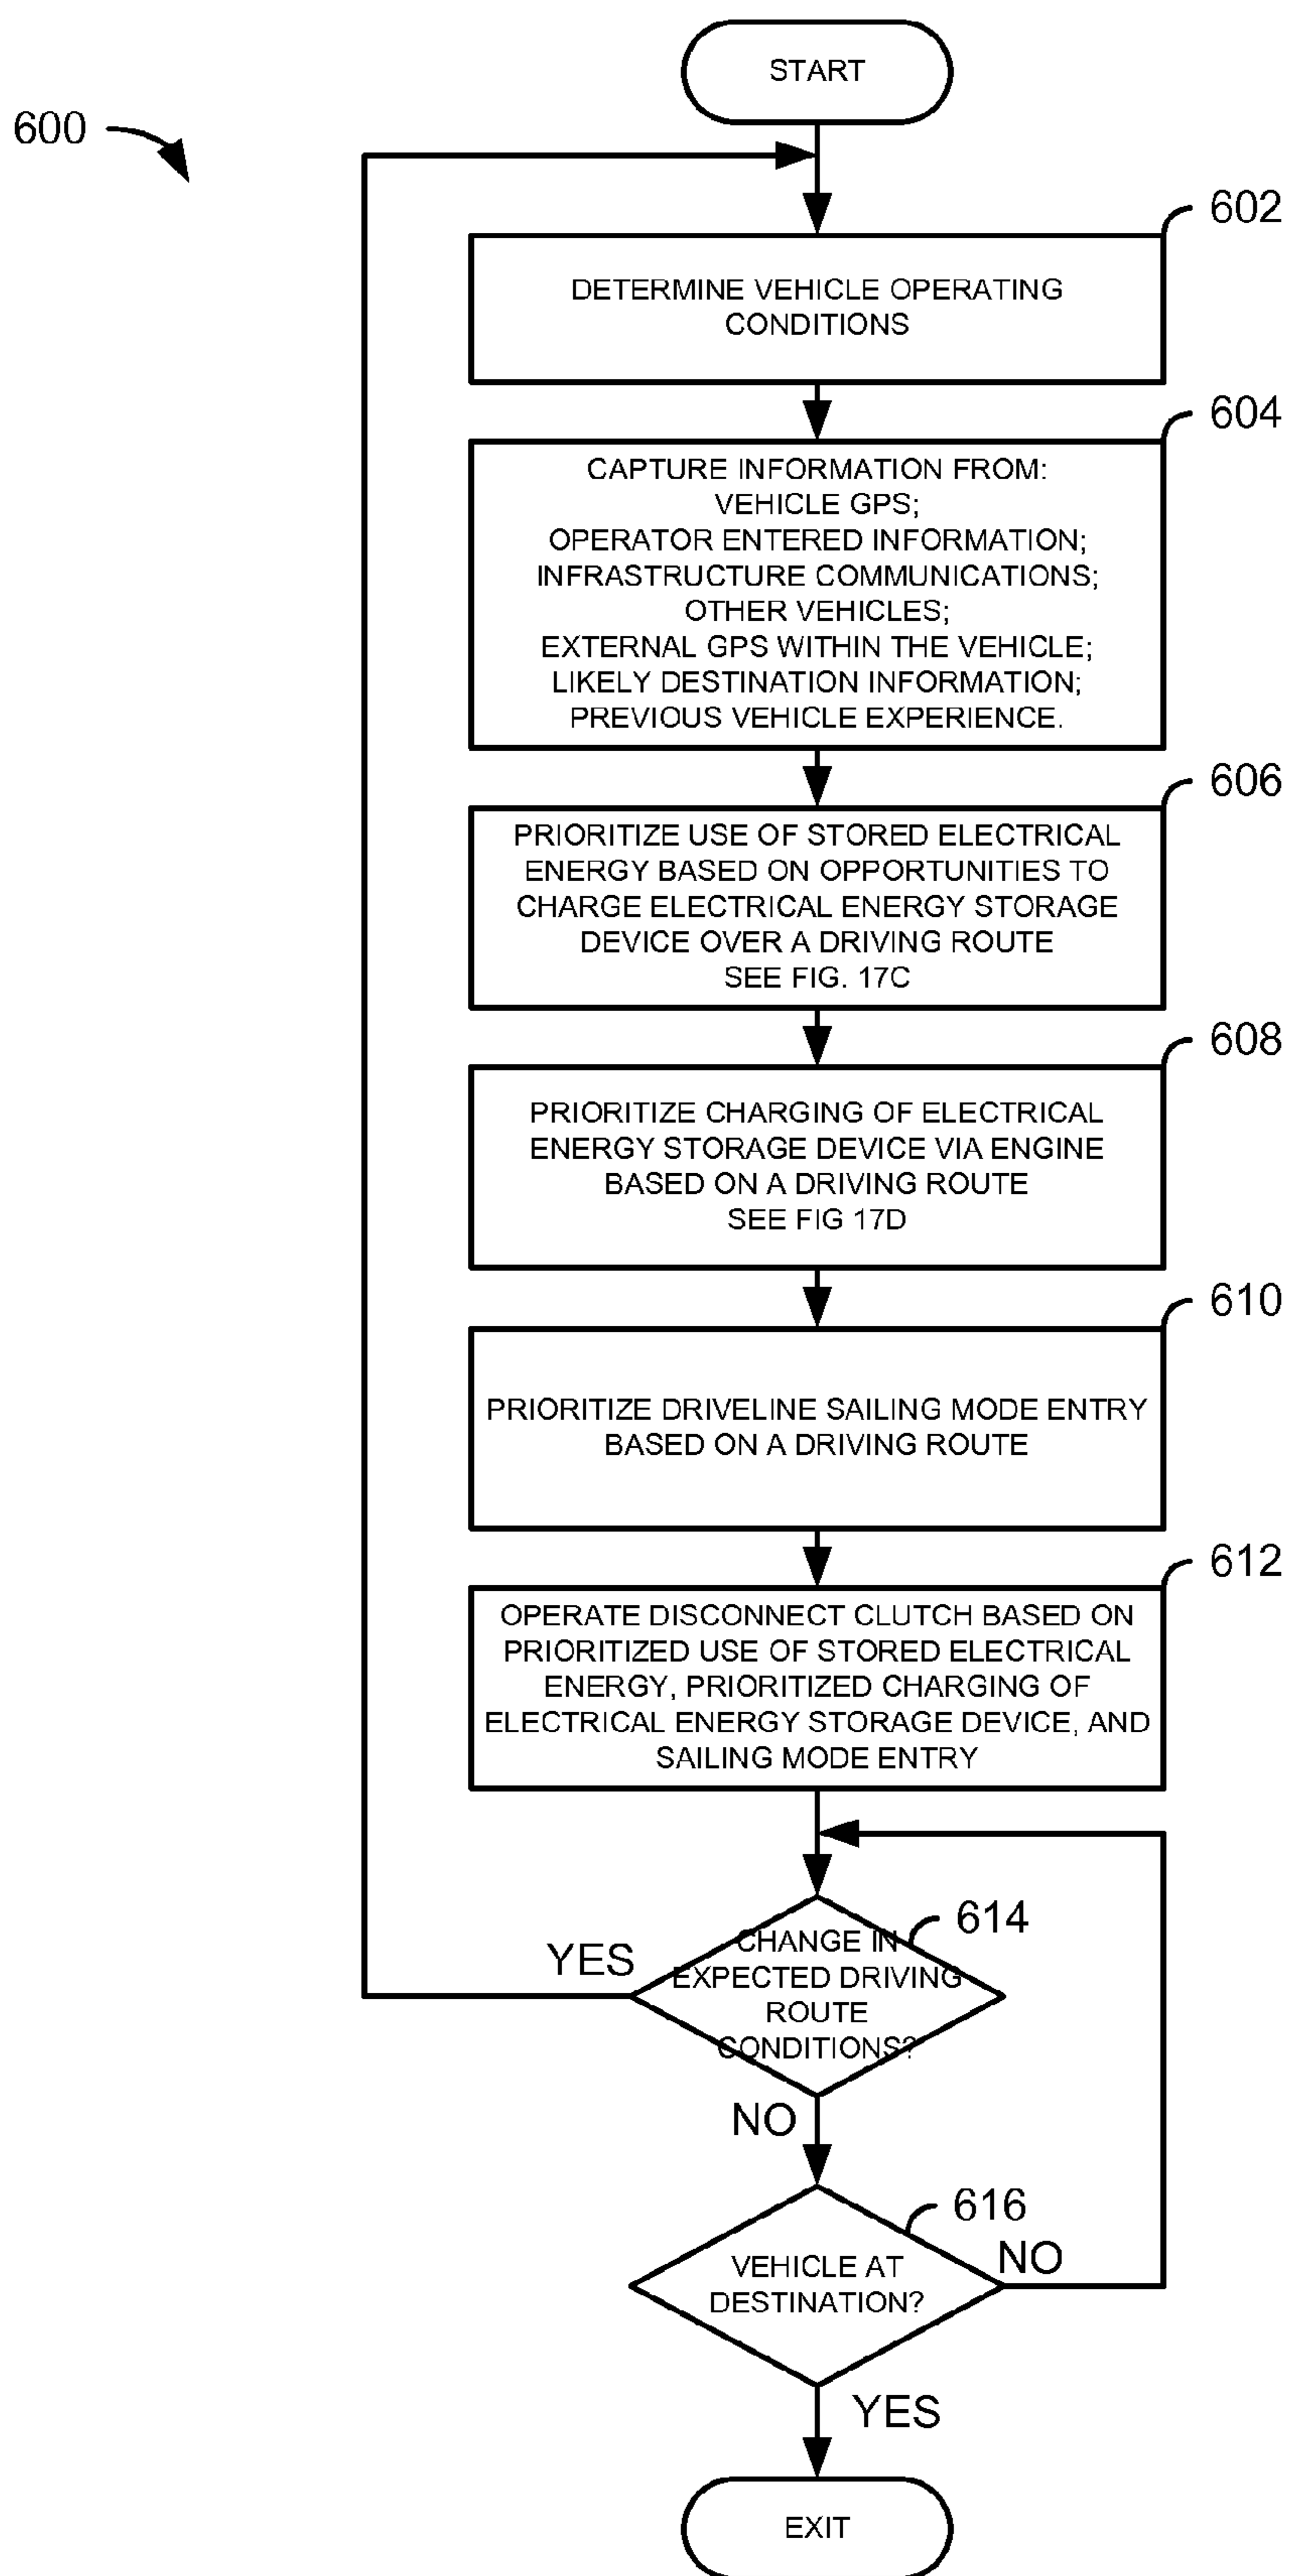 START
600
602
DETERMINE VEHICLE OPERATING
CONDITIONS
604
CAPTURE INFORMATION FROM:
VEHICLE GPS;
OPERATOR ENTERED INFORMATION;
INFRASTRUCTURE COMMUNICATIONS;
OTHER VEHICLES;
EXTERNAL GPS WITHIN THE VEHICLE;
LIKELY DESTINATION INFORMATION;
PREVIOUS VEHICLE EXPERIENCE.
606
PRIORITIZE USE OF STORED ELECTRICAL
ENERGY BASED ON OPPORTUNITIES TO
CHARGE ELECTRICAL ENERGY STORAGE
DEVICE OVER A DRIVING ROUTE
SEE FIG. 17C
608
PRIORITIZE CHARGING OF ELECTRICAL
ENERGY STORAGE DEVICE VIA ENGINE
BASED ON A DRIVING ROUTE
SEE FIG 17D
610
PRIORITIZE DRIVELINE SAILING MODE ENTRY
BASED ON A DRIVING ROUTE
612
OPERATE DISCONNECT CLUTCH BASED ON
PRIORITIZED USE OF STORED ELECTRICAL
ENERGY, PRIORITIZED CHARGING OF
ELECTRICAL ENERGY STORAGE DEVICE, AND
SAILING MODE ENTRY
614
YES
CHANGE IN
EXPECTED DRIVING
ROUTE
CONDITIONS?
NO
616
NO
VEHICLE AT
DESTINATION?
YES
EXIT